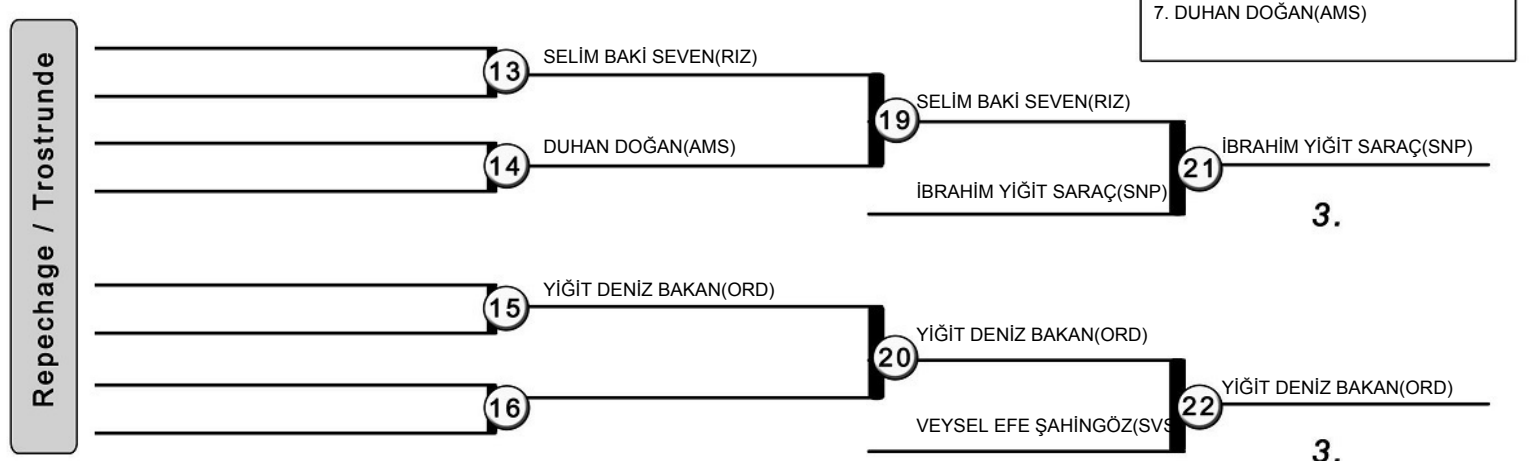 7. DUHAN DOĞAN(AMS)
Repechage / Trostrunde
13
SELİM BAKİ SEVEN(RIZ)
19
SELİM BAKİ SEVEN(RIZ)
14
DUHAN DOĞAN(AMS)
21
İBRAHİM YİĞİT SARAÇ(SNP)
İBRAHİM YİĞİT SARAÇ(SNP)
3.
15
YİĞİT DENİZ BAKAN(ORD)
20
YİĞİT DENİZ BAKAN(ORD)
16
22
YİĞİT DENİZ BAKAN(ORD)
VEYSEL EFE ŞAHİNGÖZ(SVS
3.